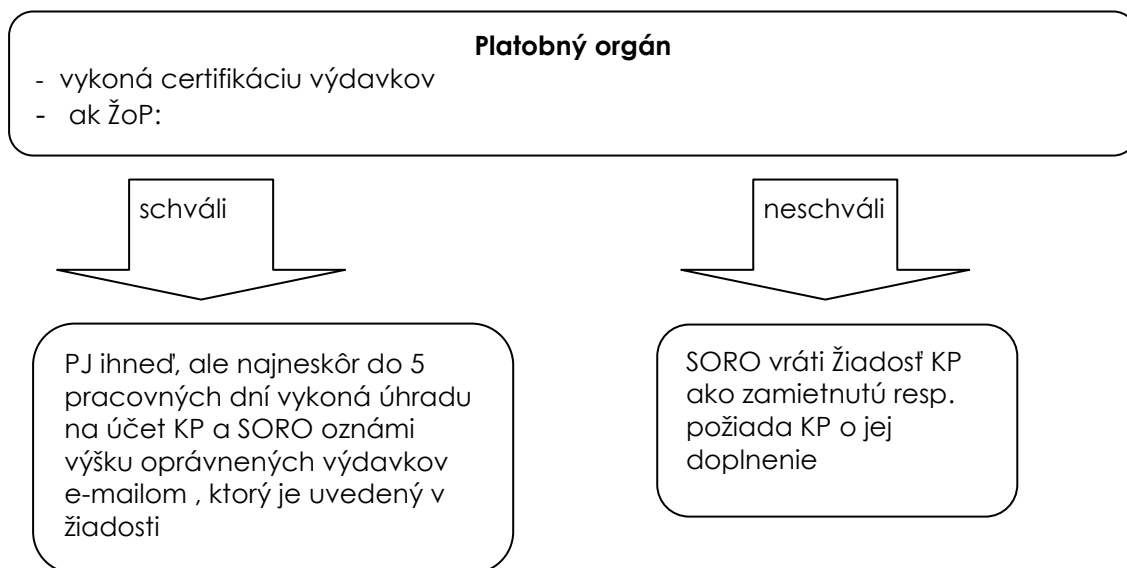 Platobný orgán
- vykoná certifikáciu výdavkov
- ak ŽoP:
schváli
neschváli
PJ ihneď, ale najneskôr do 5
pracovných dní vykoná úhradu
na účet KP a SORO oznámi
výšku oprávnených výdavkov
e-mailom , ktorý je uvedený v
žiadosti
SORO vráti Žiadosť KP
ako zamietnutú resp.
požiada KP o jej
doplnenie